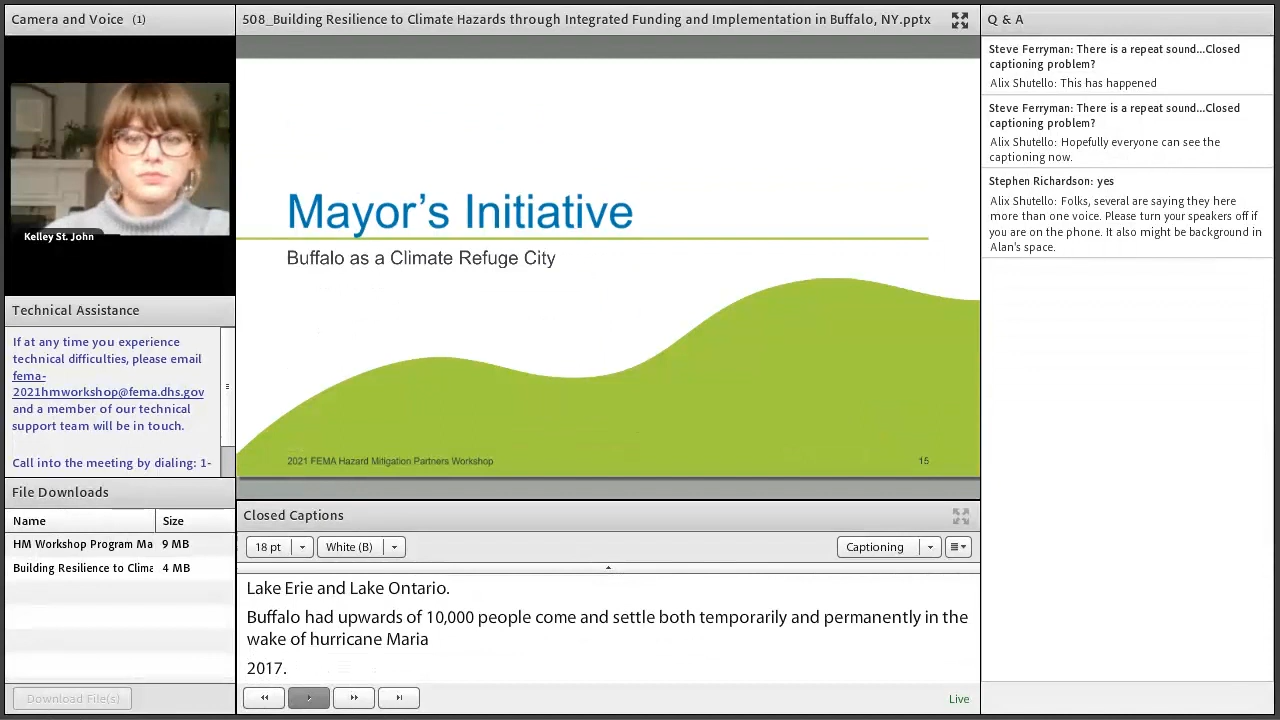 Camera and Voice (1)
Kelley St. John
Technical Assistance
If at any time you experience
technical difficulties, please email
fema-
2021hmworkshop@fema.dhs.gov
and a member of our technical
support team will be in touch.
Call into the meeting by dialing: 1-
File Downloads
Name Size
HM Workshop Program Ma 9 MB
Building Resilience to Clima 4 MB
Download File(s)
508_Building Resilience to Climate Hazards through Integrated Funding and Implementation in Buffalo, NY.pptx
Mayor's Initiative
Buffalo as a Climate Refuge City
2021 FEMA Hazard Mitigation Partners Workshop
15
Closed Captions
18 pt White (B) Captioning
Lake Erie and Lake Ontario.
Buffalo had upwards of 10,000 people come and settle both temporarily and permanently in the
wake of hurricane Maria
2017.
Live
Q & A
Steve Ferryman: There is a repeat sound...Closed
captioning problem?
Alix Shutello: This has happened
Steve Ferryman: There is a repeat sound...Closed
captioning problem?
Alix Shutello: Hopefully everyone can see the
captioning now.
Stephen Richardson: yes
Alix Shutello: Folks, several are saying they here
more than one voice. Please turn your speakers off if
you are on the phone. It also might be background in
Alan's space.